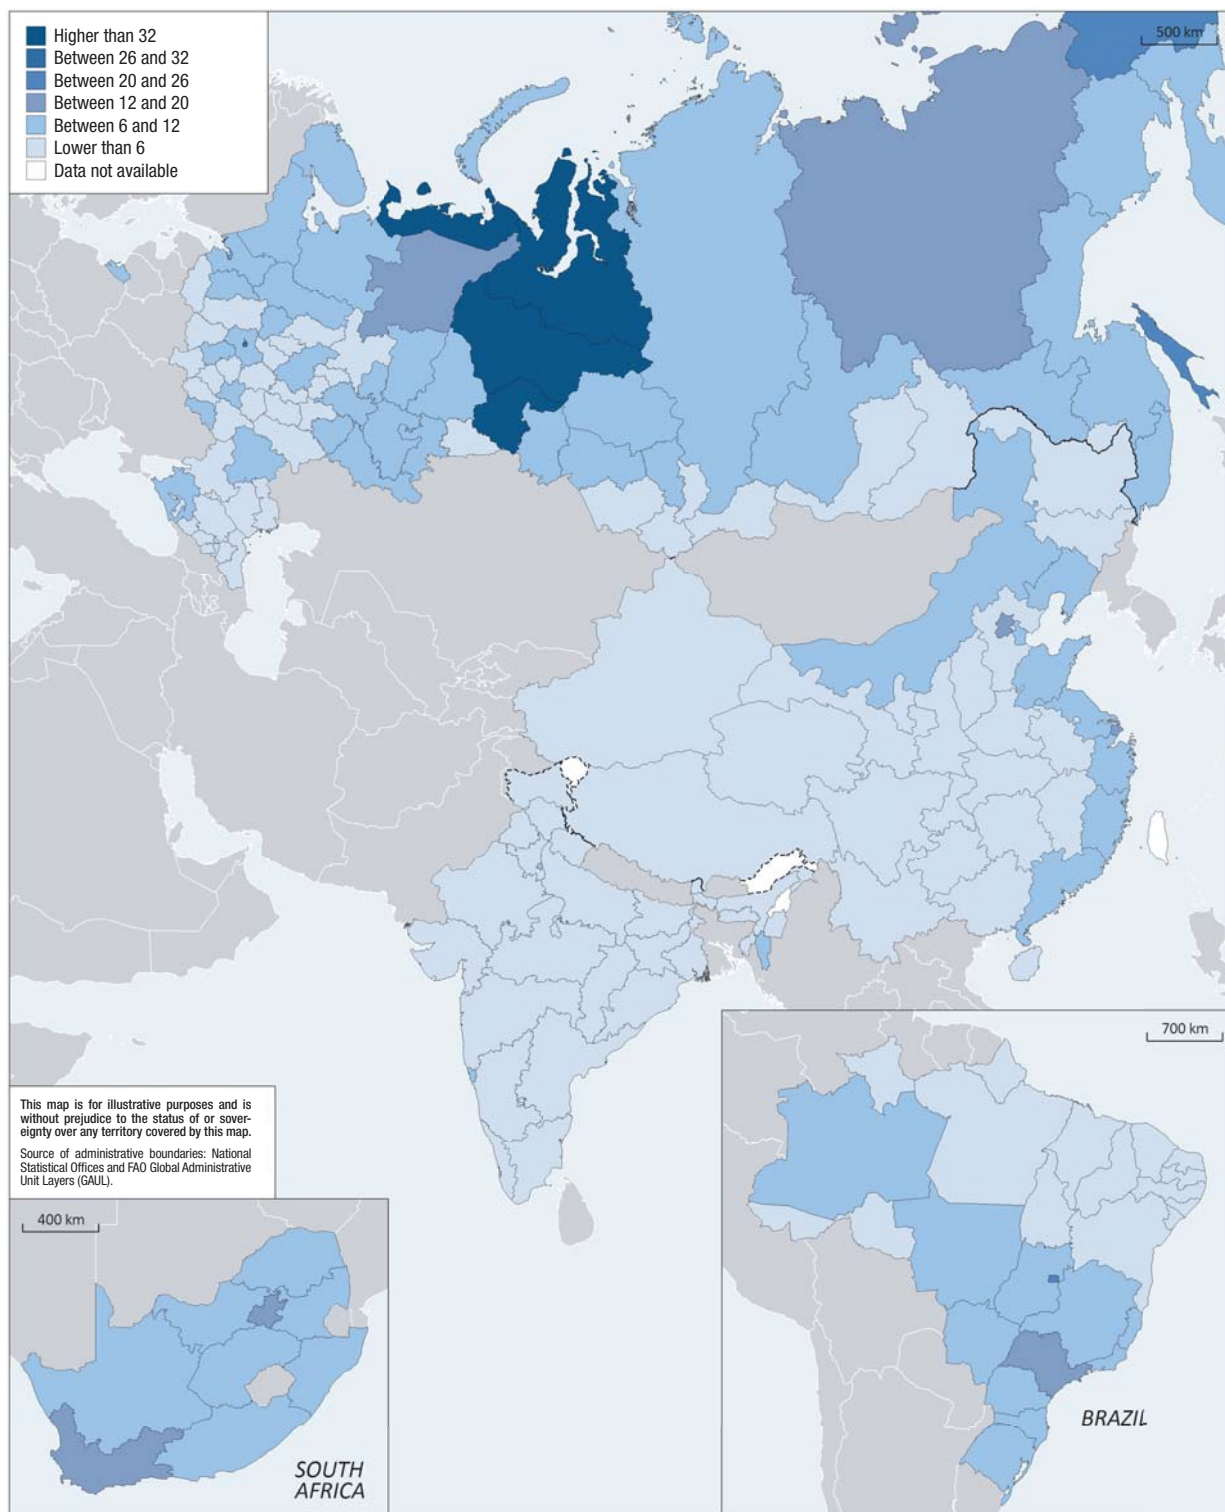 Higher than 32
Between 26 and 32
Between 20 and 26
Between 12 and 20
Between 6 and 12
Lower than 6
Data not available
500 km
This map is for illustrative purposes and is
without prejudice to the status of or sover-
eignty over any territory covered by this map.
Source of administrative boundaries: National
Statistical Offices and FAO Global Administrative
Unit Layers (GAUL).
400 km
SOUTH
AFRICA
700 km
BRAZIL